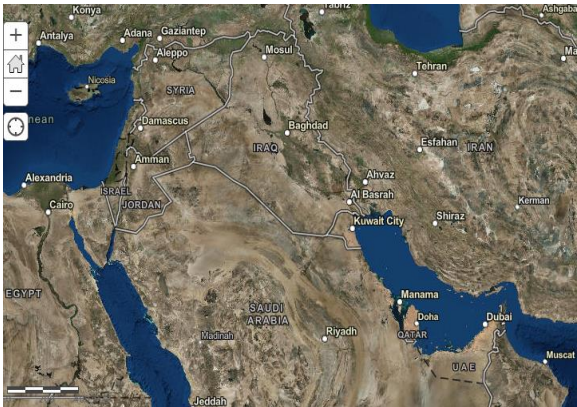 Konya
Tabriz
Ashgaba
Antalya
Adana
Gaziantep
Aleppo
Mosul
Ma
Tehran
Nicosia
SYRIA
nean
Damascus
Baghdad
IRAQ
Esfahan
IRAN
Amman
Alexandria
ISRAEL
JORDAN
Ahvaz
Al Basrah
Cairo
Kuwait City
Shiraz
Kerman
EGYPT
Manama
SAUDI
ARABIA
Doha
Dubai
Madinah
Riyadh
QATAR
UAE
Muscat
Jeddah